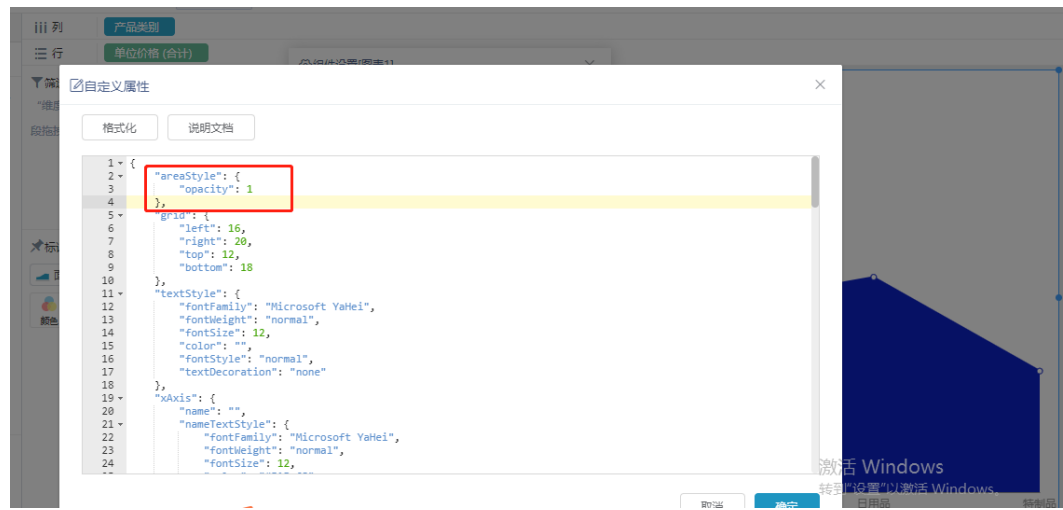 列
产品类别
行
单位价格 (合计)
自定义属性
格式化
说明文档
1 {
2 "areaStyle": {
3 "opacity": 1
4 },
5 "grid": {
6 "left": 16,
7 "right": 20,
8 "top": 12,
9 "bottom": 18
10 },
11 "textStyle": {
12 "fontFamily": "Microsoft YaHei",
13 "fontWeight": "normal",
14 "fontSize": 12,
15 "color": "",
16 "fontStyle": "normal",
17 "textDecoration": "none"
18 },
19 "xAxis": {
20 "name": "",
21 "nameTextStyle": {
22 "fontFamily": "Microsoft YaHei",
23 "fontWeight": "normal",
24 "fontSize": 12,
颜色
激活 Windows
转到"设置"以激活 Windows。
取消
确定
日用品
特制品